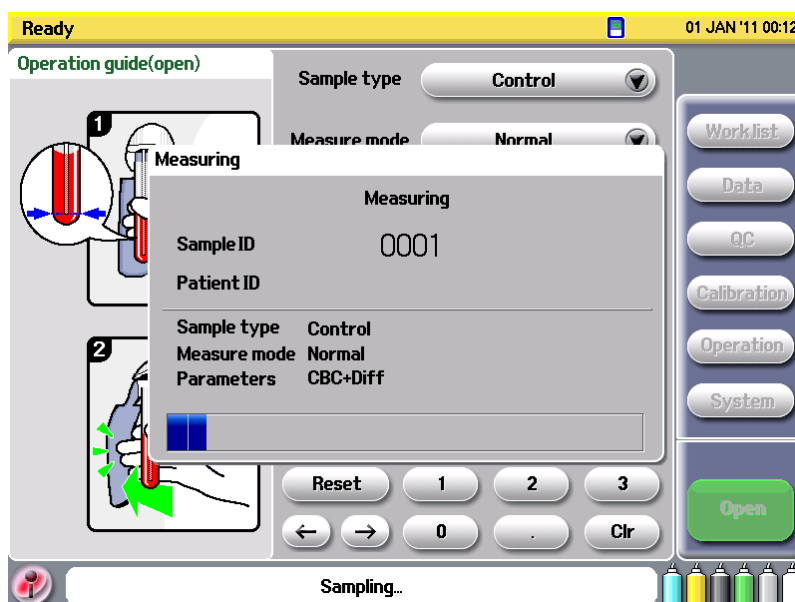 Ready
01 JAN '11 00:12
Operation guide(open)
Sample type Control
Measure mode Normal
1
Measuring
Measuring
Sample ID 0001
Patient ID
Sample type Control
Measure mode Normal
Parameters CBC+Diff
2
Worklist
Data
QC
Calibration
Operation
System
Reset 1 2 3
← → 0 . Clr
Open
Sampling...